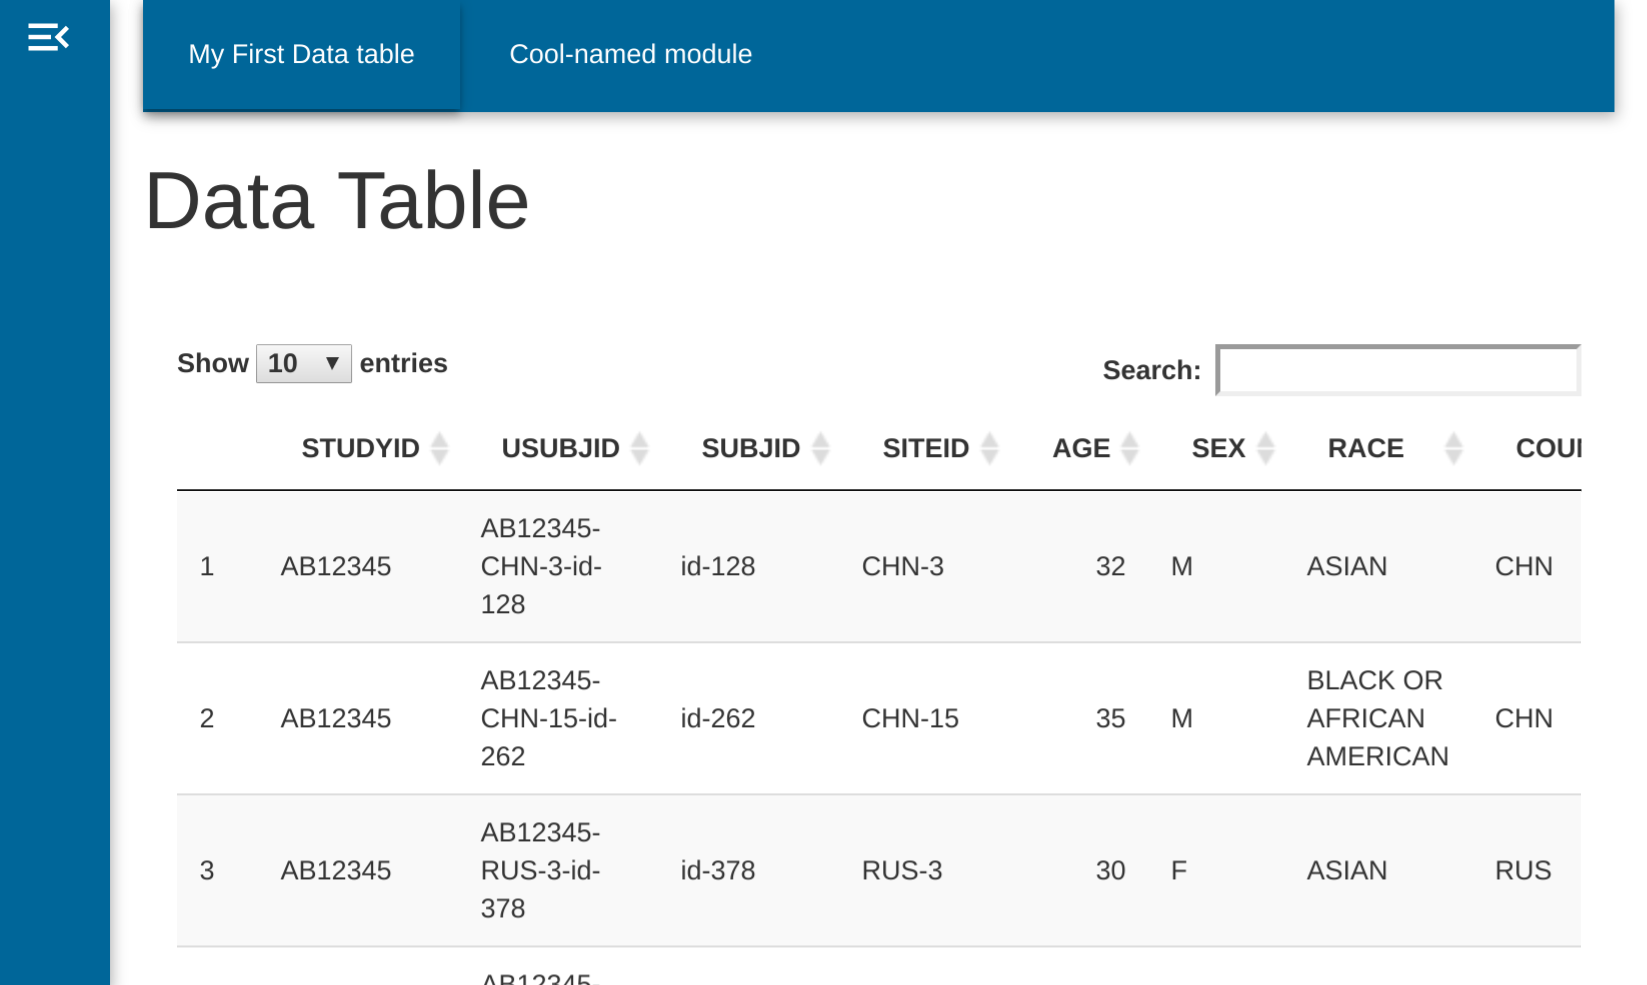 My First Data table Cool-named module
Data Table
Show 10 entries Search:
STUDYID USUBJID SUBJID SITEID AGE SEX RACE COU
AB12345-
1 AB12345 CHN-3-id- id-128 CHN-3 32 M ASIAN CHN
128
AB12345- BLACK OR
2 AB12345 CHN-15-id- id-262 CHN-15 35 M AFRICAN CHN
262 AMERICAN
AB12345-
3 AB12345 RUS-3-id- id-378 RUS-3 30 F ASIAN RUS
378
AB12345-